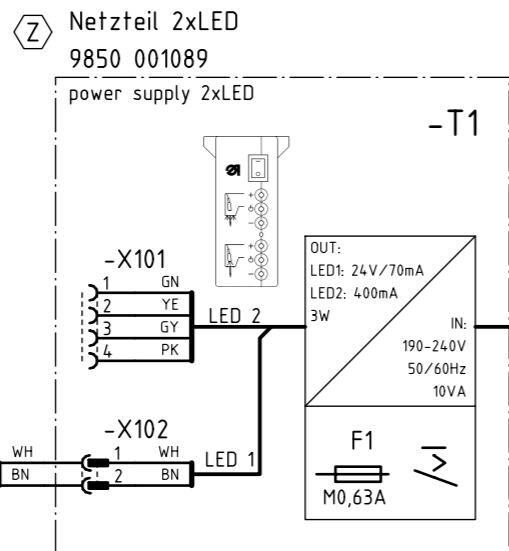 Z
Netzteil 2xLED
9850 001089
power supply 2xLED
-T1
-X101
1 GN
2 YE
3 GY
4 PK
LED 2
OUT:
LED1: 24V/70mA
LED2: 400mA
3W
IN:
190-240V
50/60Hz
10VA
-X102
WH 1 WH
BN 2 BN
LED 1
F1
M0,63A